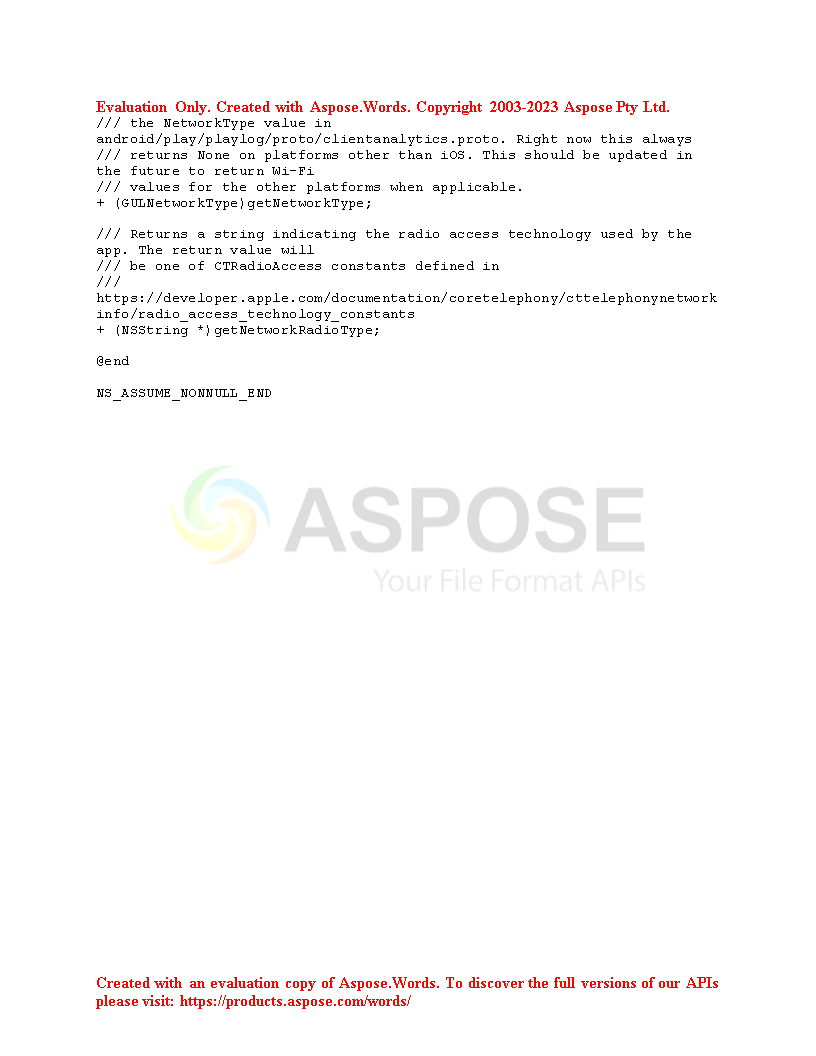 Evaluation Only. Created with Aspose.Words. Copyright 2003-2023 Aspose Pty Ltd.
/// the NetworkType value in
android/play/playlog/proto/clientanalytics.proto. Right now this always
/// returns None on platforms other than iOS. This should be updated in
the future to return Wi-Fi
/// values for the other platforms when applicable.
+ (GULNetworkType)getNetworkType;
/// Returns a string indicating the radio access technology used by the
app. The return value will
/// be one of CTRadioAccess constants defined in
///
https://developer.apple.com/documentation/coretelephony/cttelephonynetwork
info/radio_access_technology_constants
+ (NSString *)getNetworkRadioType;
@end
NS_ASSUME_NONNULL_END
ASPOSE
Your File Format APIs
Created with an evaluation copy of Aspose.Words. To discover the full versions of our APIs
please visit: https://products.aspose.com/words/